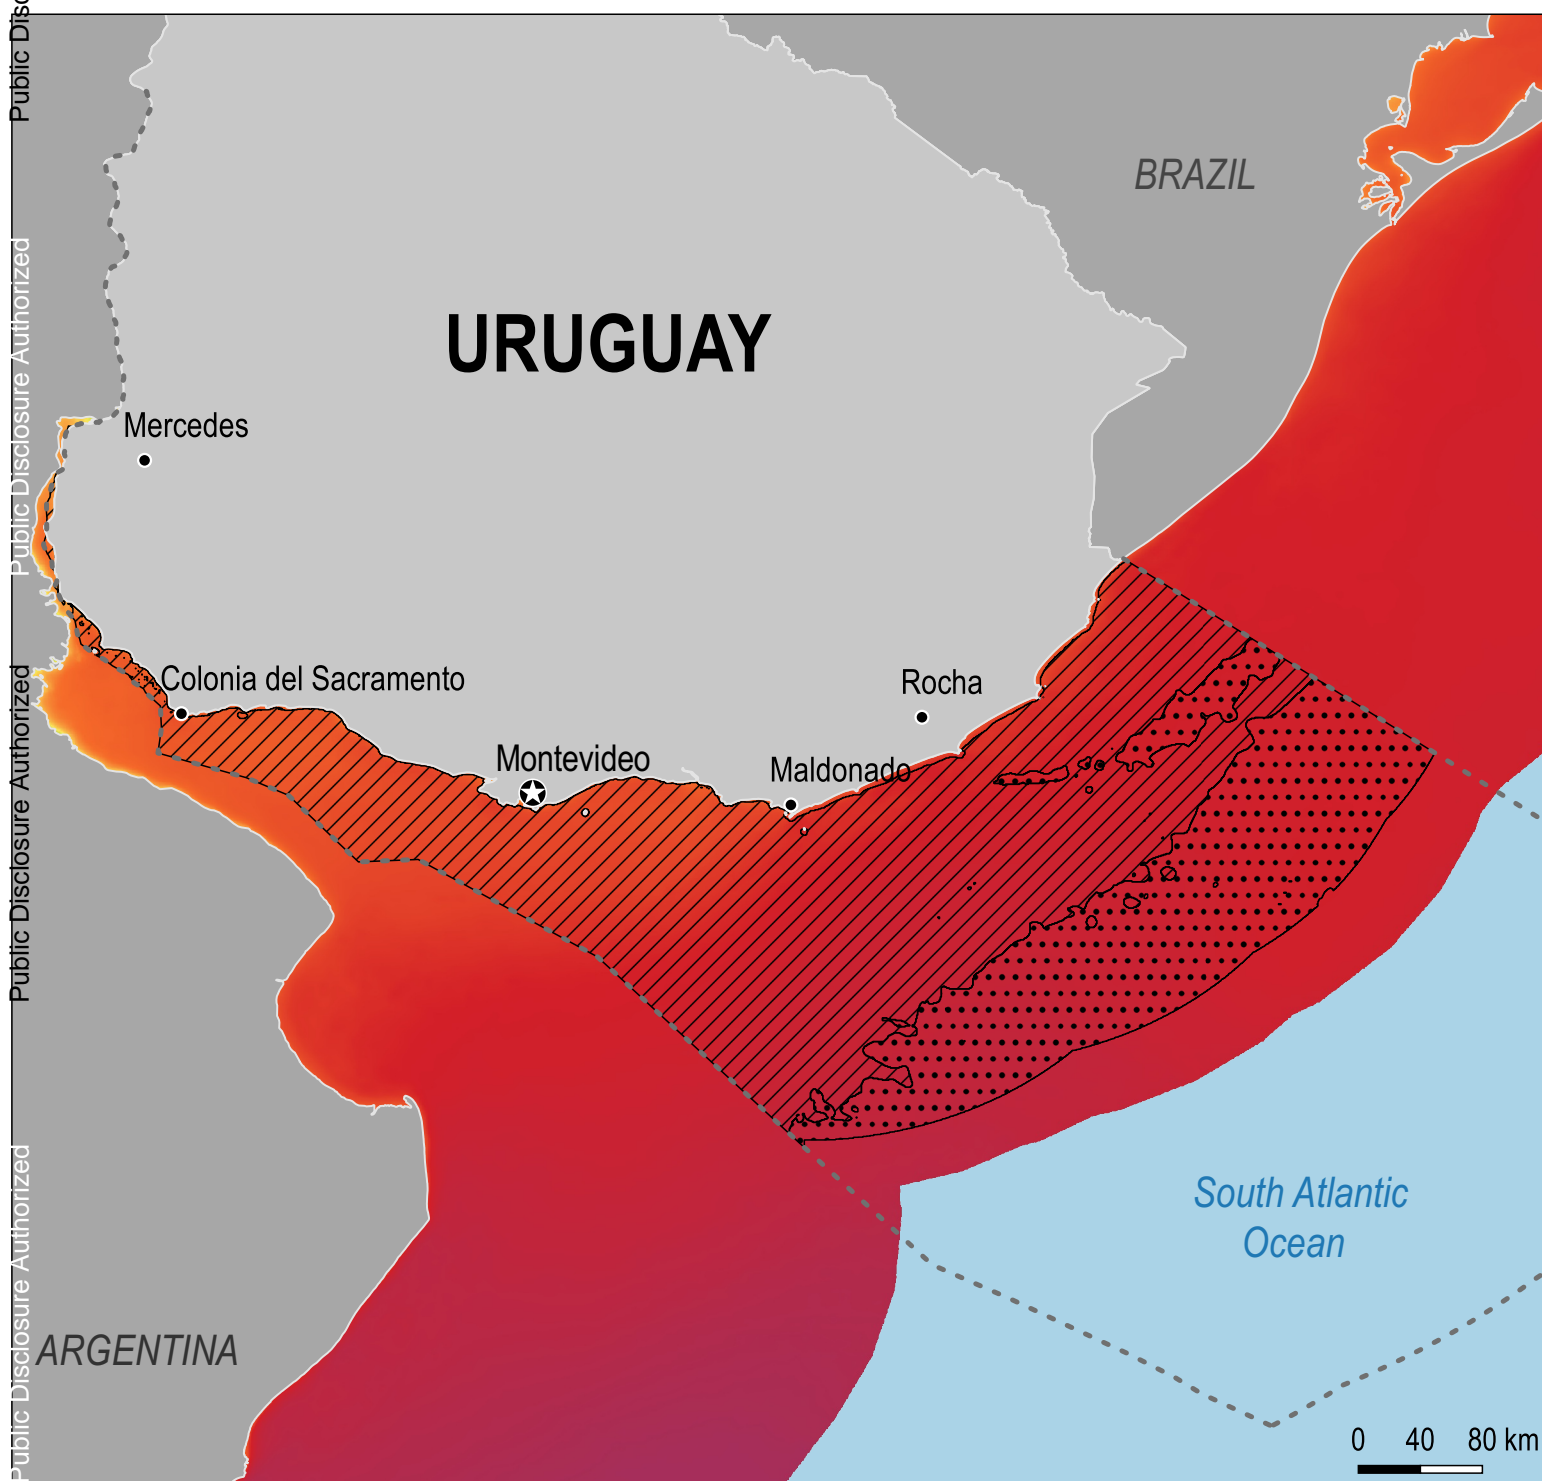 Public Disc
Public Disclosure Authorized
Public Disclosure Authorized
Public Disclosure Authorized
BRAZIL
URUGUAY
Mercedes
Colonia del Sacramento
Rocha
Montevideo
Maldonado
South Atlantic
Ocean
ARGENTINA
0 40 80 km